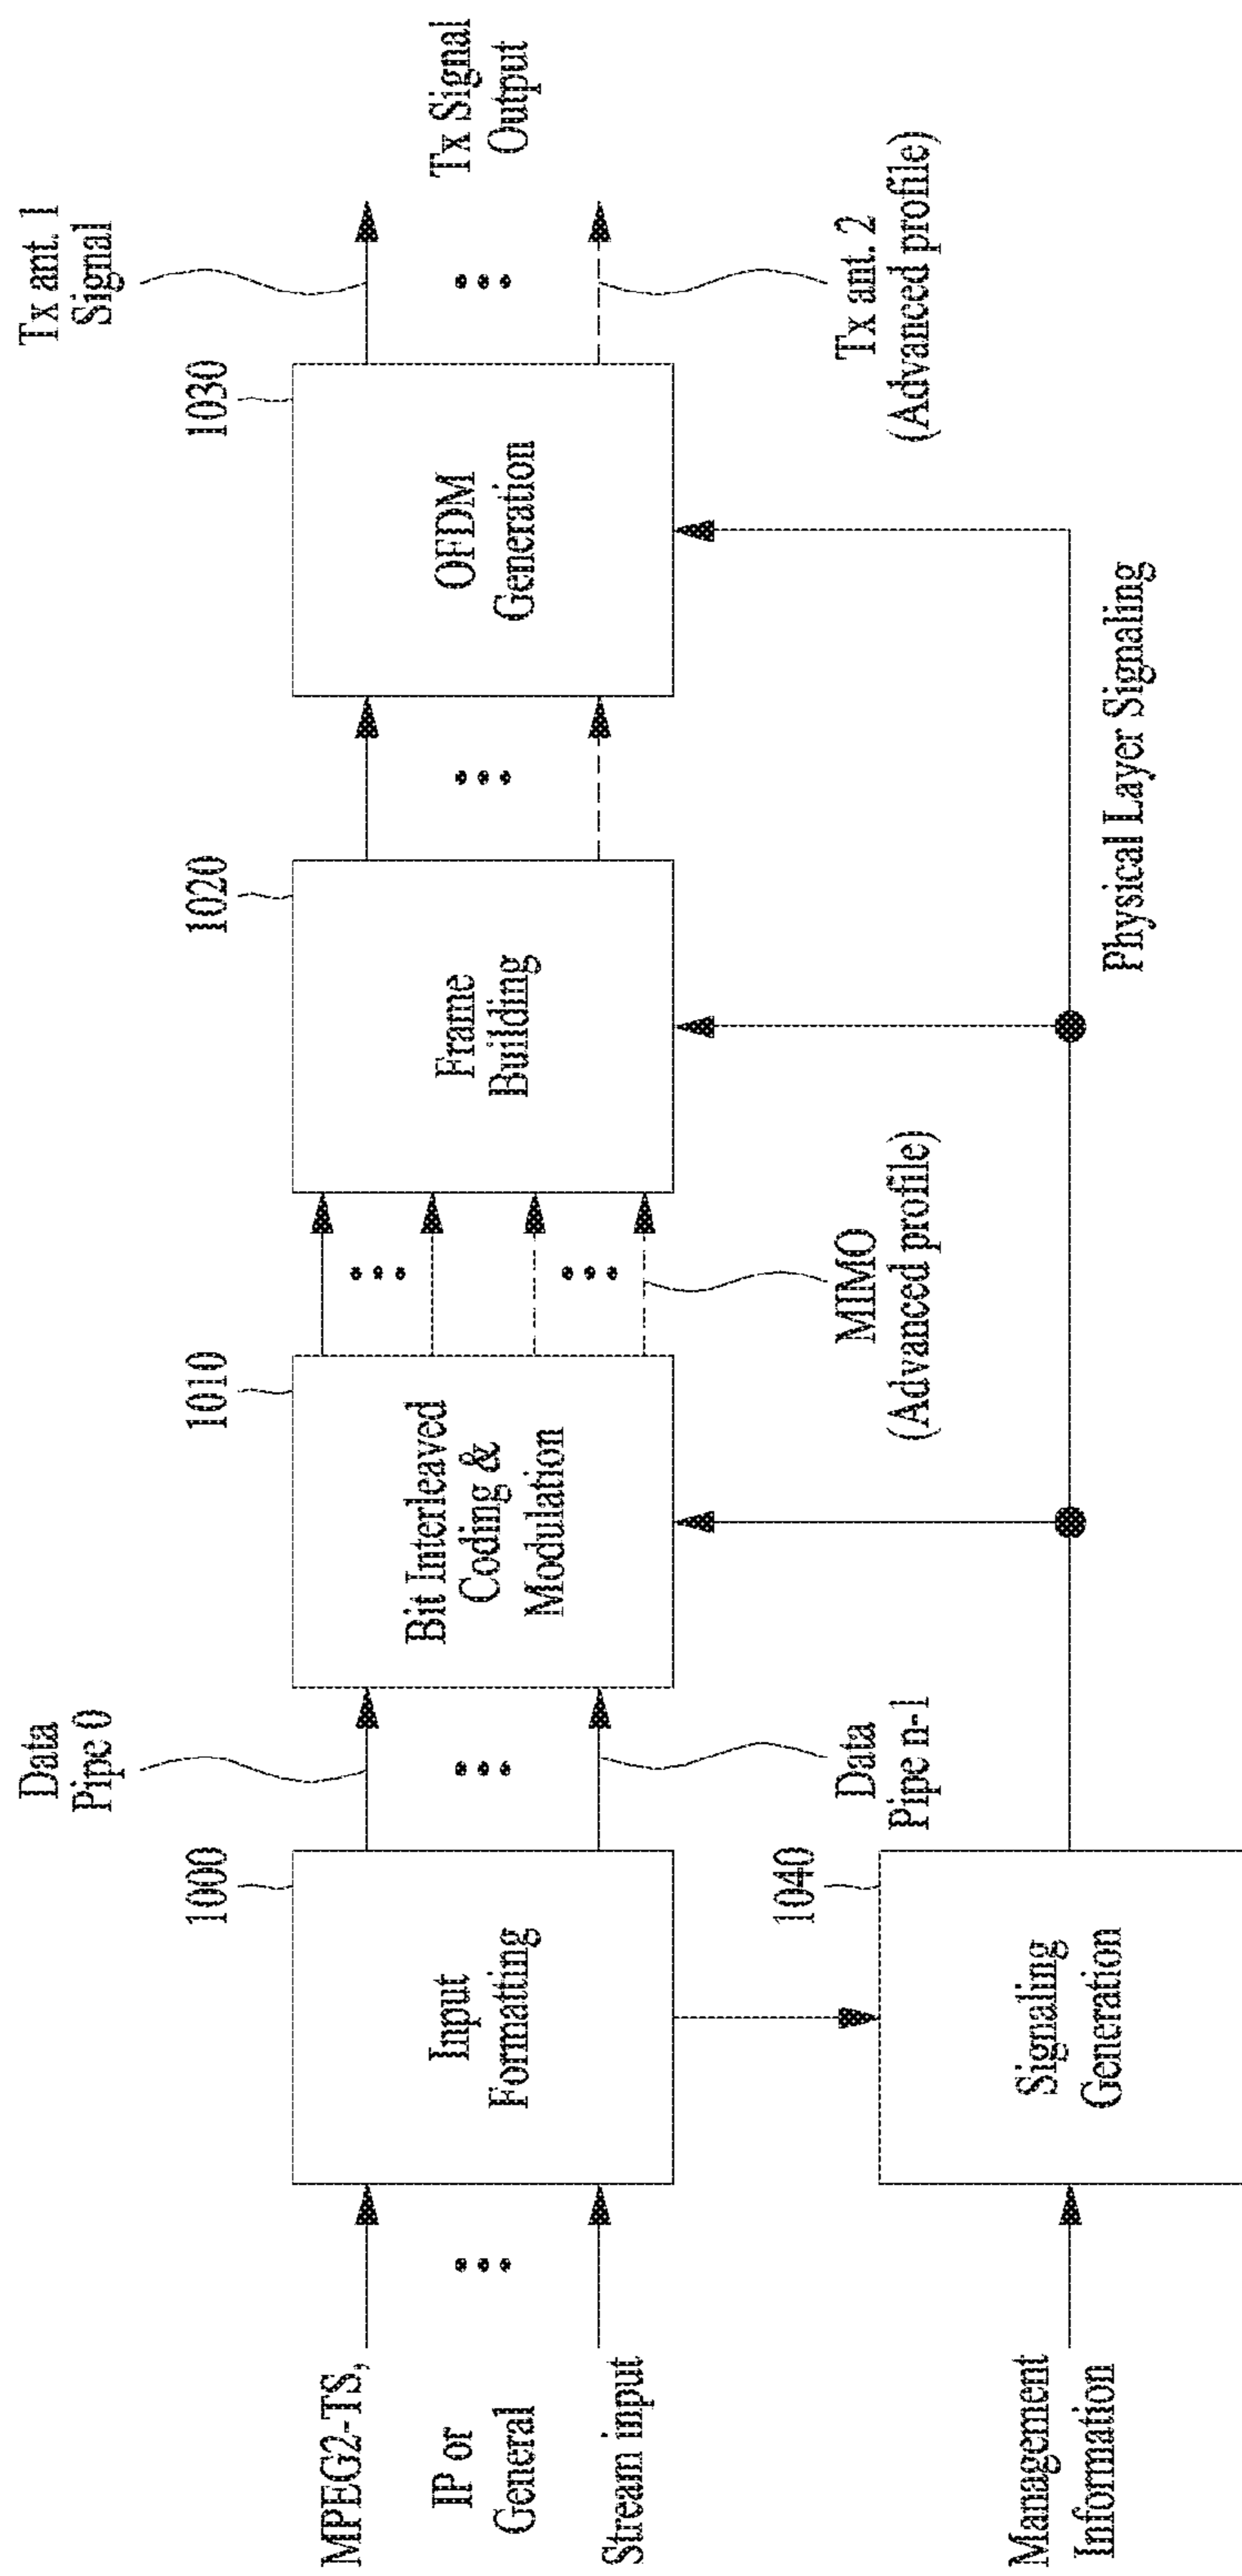 MPEG2-TS,
IP or
General
Stream input
Management
Information
1000
Input
Formatting
1040
Signaling
Generation
Data
Pipe 0
Data
Pipe n-1
1010
Bit Interleaved
Coding &
Modulation
MIMO
(Advanced profile)
1020
Frame
Building
Physical Layer Signaling
1030
OFDM
Generation
Tx ant. 1
Signal
Tx Signal
Output
Tx ant. 2
(Advanced profile)